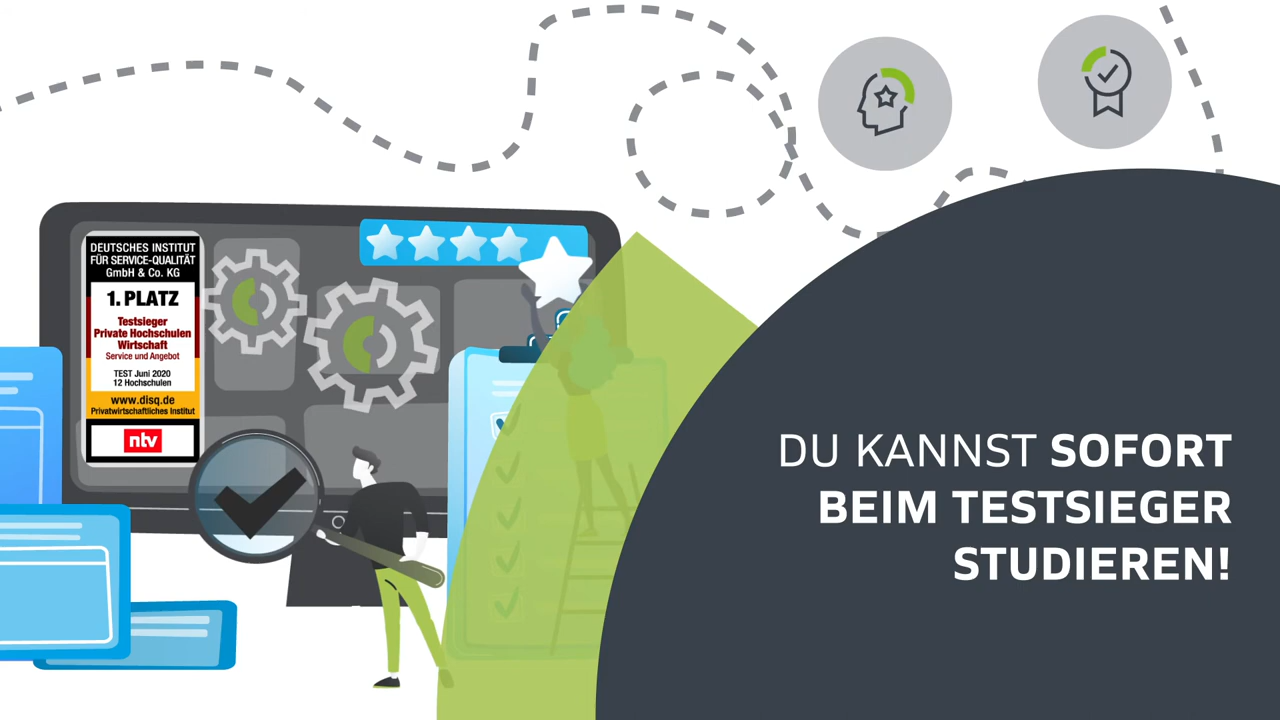 DEUTSCHES INSTITUT
FÜR SERVICE-QUALITÄT
GmbH & Co. KG
1. PLATZ
Testsieger
Private Hochschulen
Wirtschaft
Service und Angebot
TEST Juni 2020
12 Hochschulen
www.disq.de
Privatwirtschaftliches Institut
ntv
DU KANNST SOFORT
BEIM TESTSIEGER
STUDIEREN!